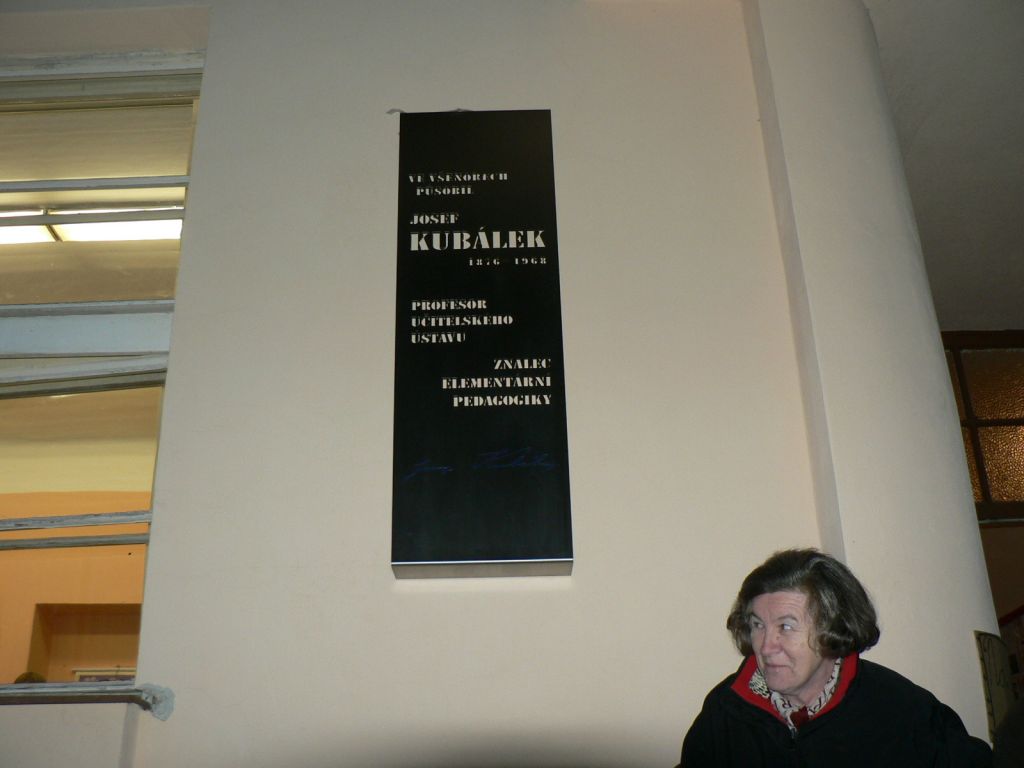 VE VŠENORECH
PŮSOBIL
JOSEF
KUBÁLEK
1876 1968
PROFESOR
UČITELSKÉHO
ÚSTAVU
ZNALEC
ELEMENTÁRNÍ
PEDAGOGIKY